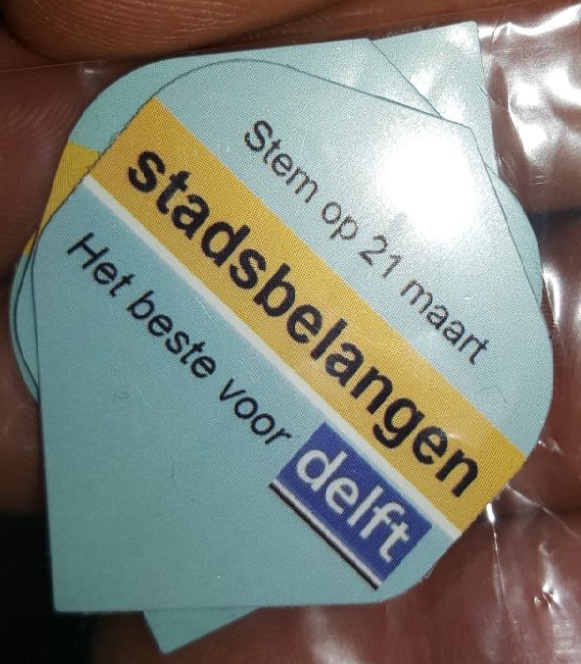 Stem op 21 maart
stadsbelangen
Het beste voor
delft